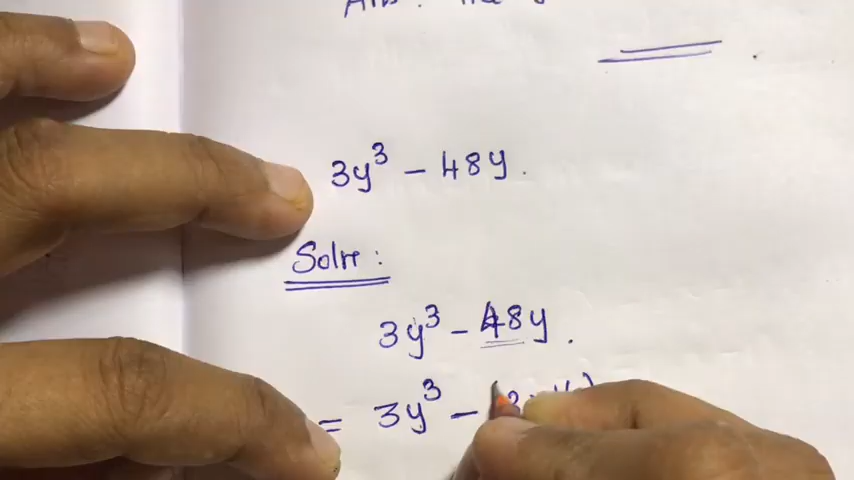 3y³ - 48y.
Soln :
3y³ - 48y.
= 3y³ -